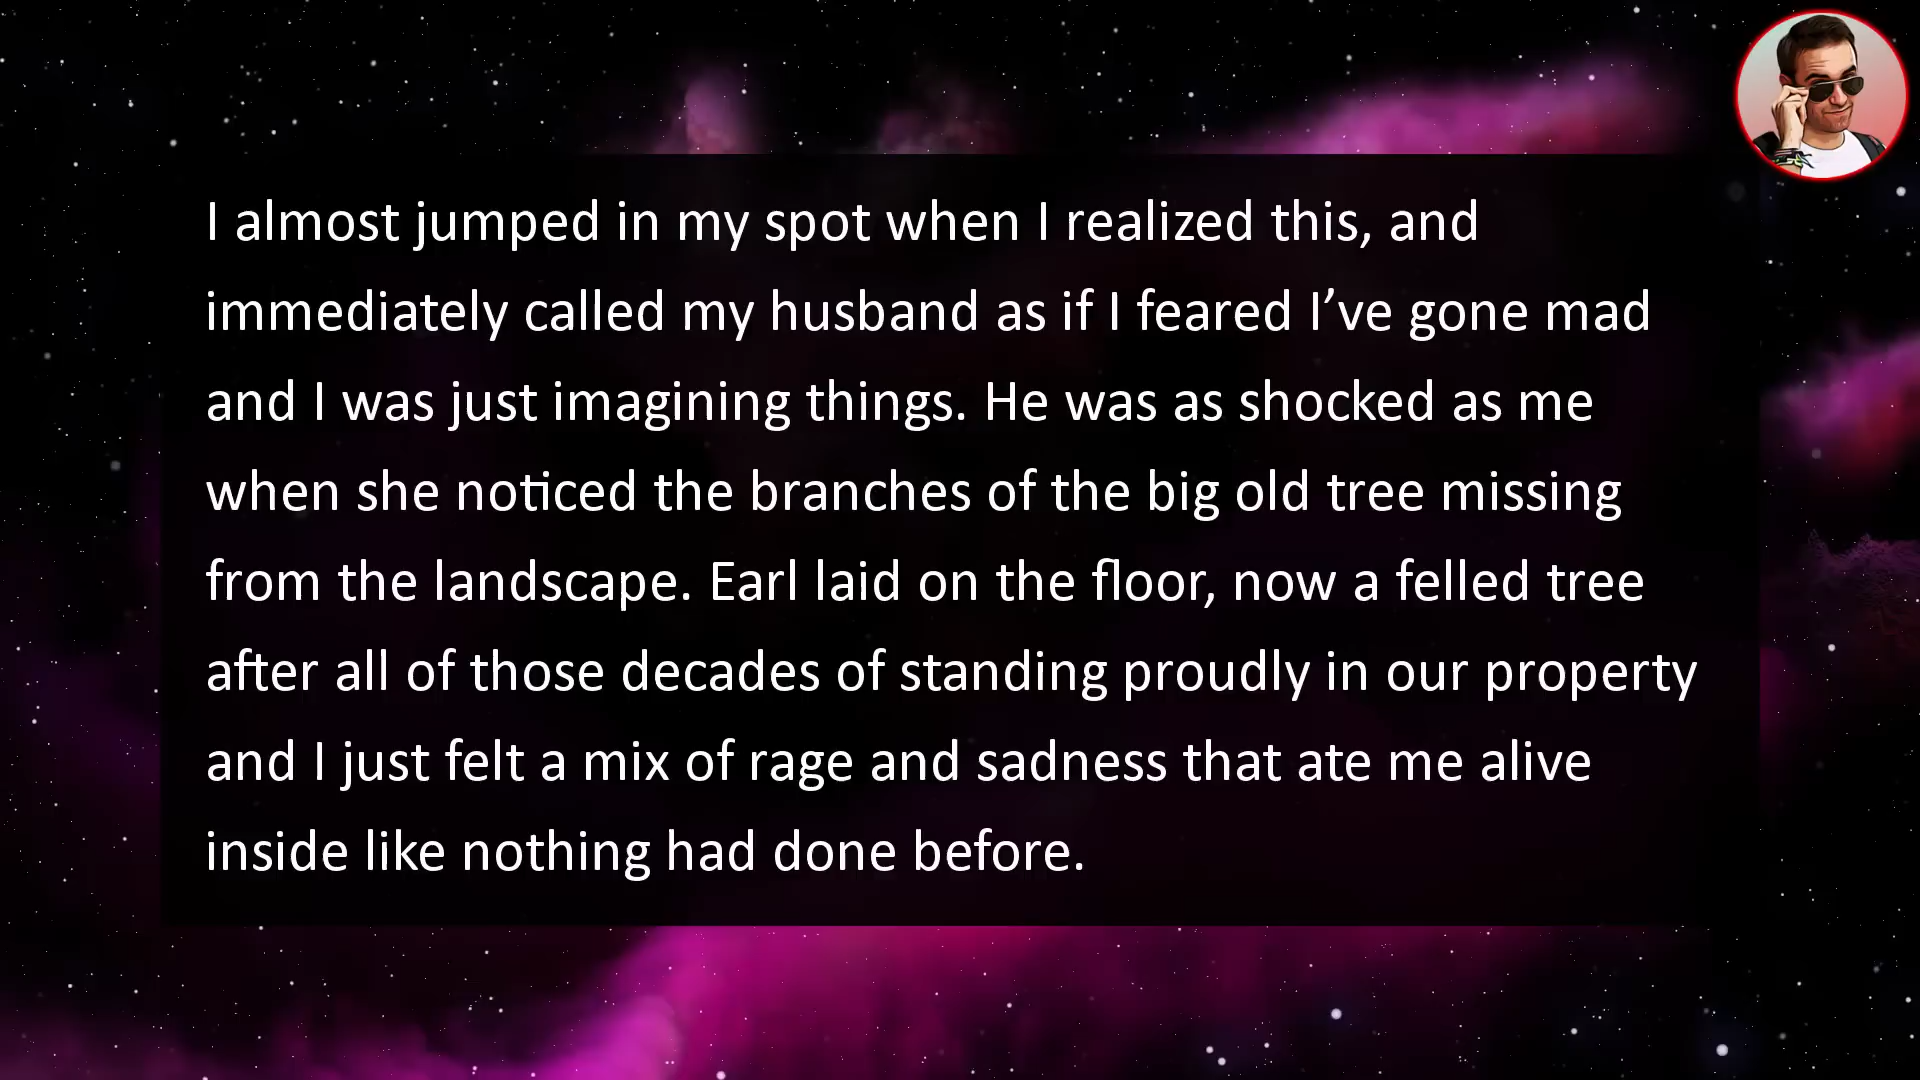 I almost jumped in my spot when I realized this, and
immediately called my husband as if I feared I’ve gone mad
and I was just imagining things. He was as shocked as me
when she noticed the branches of the big old tree missing
from the landscape. Earl laid on the floor, now a felled tree
after all of those decades of standing proudly in our property
and I just felt a mix of rage and sadness that ate me alive
inside like nothing had done before.